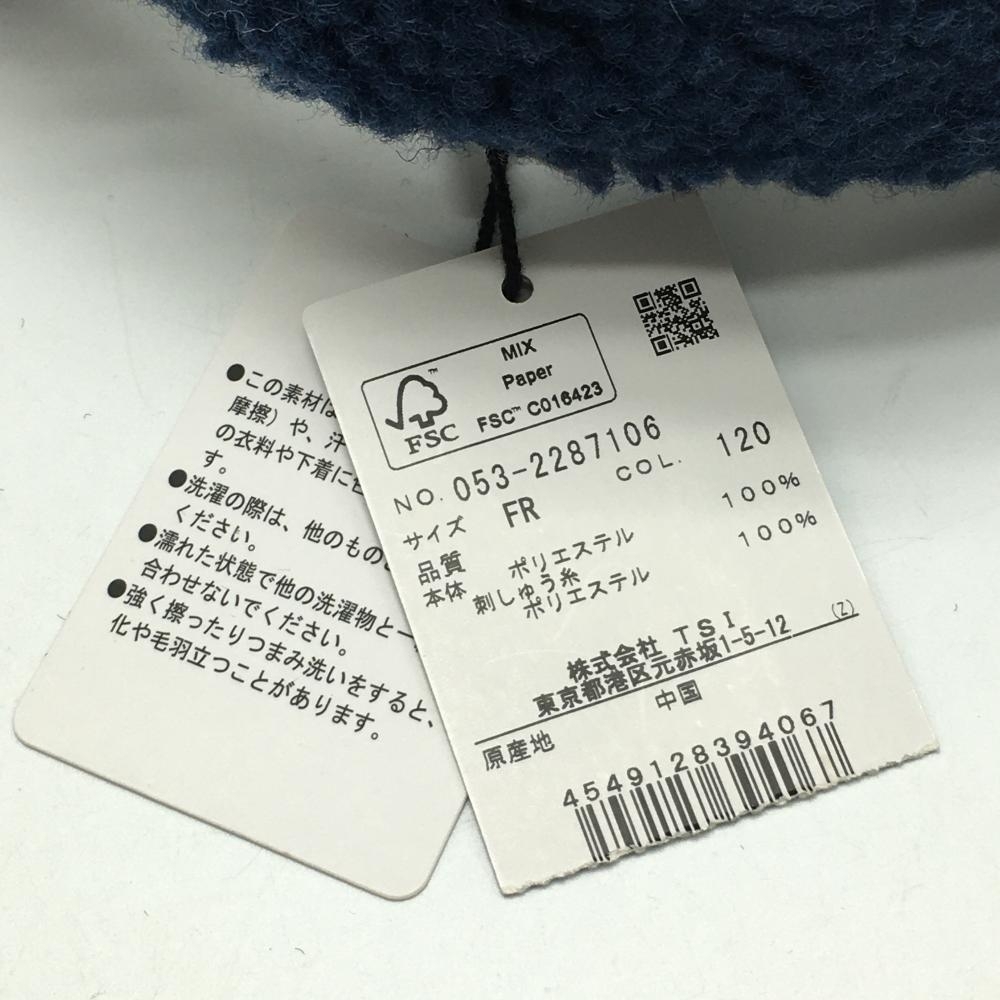 MIX
Paper
FSC™ C016423
™
FSC
NO. 053-2287106 COL. 120
サイズ FR
品質 ポリエステル 100%
本体 刺しゅう糸
ポリエステル 100%
(Z)
株式会社 TSI
東京都港区元赤坂1-5-12
原産地 中国
4549128394067
●この素材は
摩擦）や、汗
の衣料や下着に
す。
●洗濯の際は、他のもの
ください。
●濡れた状態で他の洗濯物と一
合わせないでください。
●強く擦ったりつまみ洗いをすると、
化や毛羽立つことがあります。